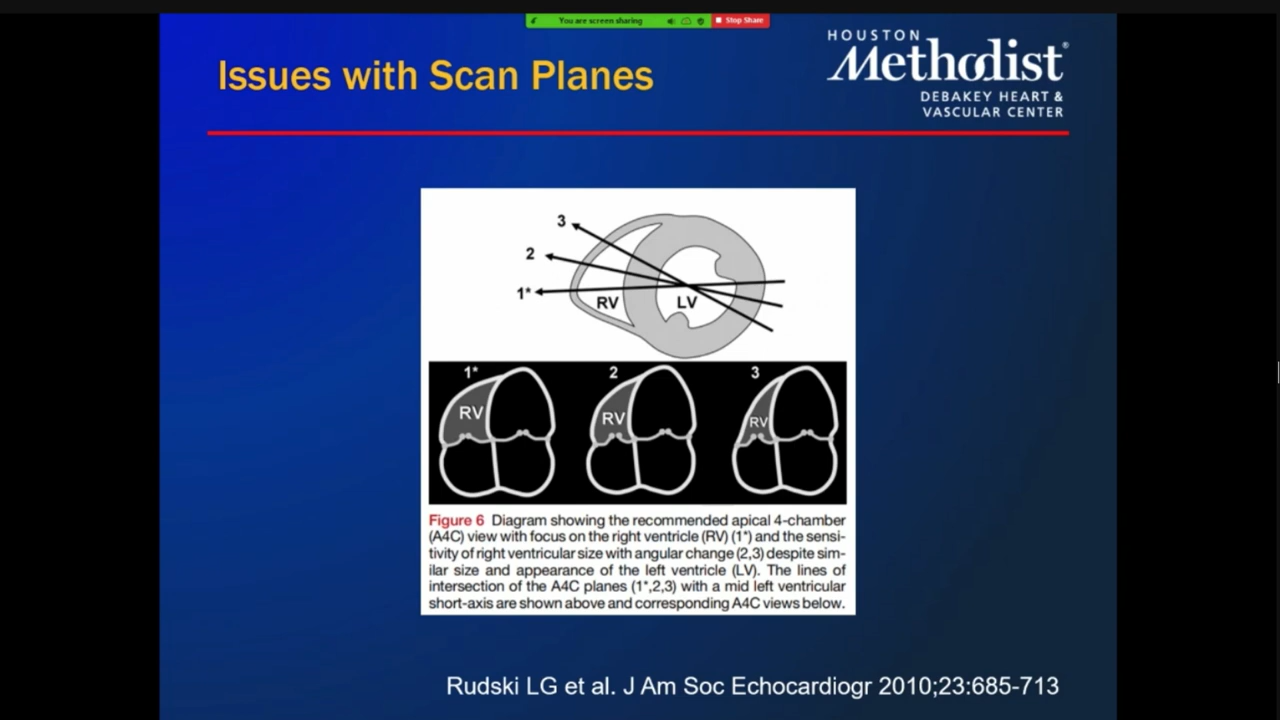 You are screen sharing
Stop Share
Issues with Scan Planes
HOUSTON
Methodist®
DEBAKEY HEART &
VASCULAR CENTER
3
2
1*
RV
LV
1*
2
3
RV
RV
RV
Figure 6 Diagram showing the recommended apical 4-chamber
(A4C) view with focus on the right ventricle (RV) (1*) and the sensi-
tivity of right ventricular size with angular change (2,3) despite sim-
ilar size and appearance of the left ventricle (LV). The lines of
intersection of the A4C planes (1*,2,3) with a mid left ventricular
short-axis are shown above and corresponding A4C views below.
Rudski LG et al. J Am Soc Echocardiogr 2010;23:685-713